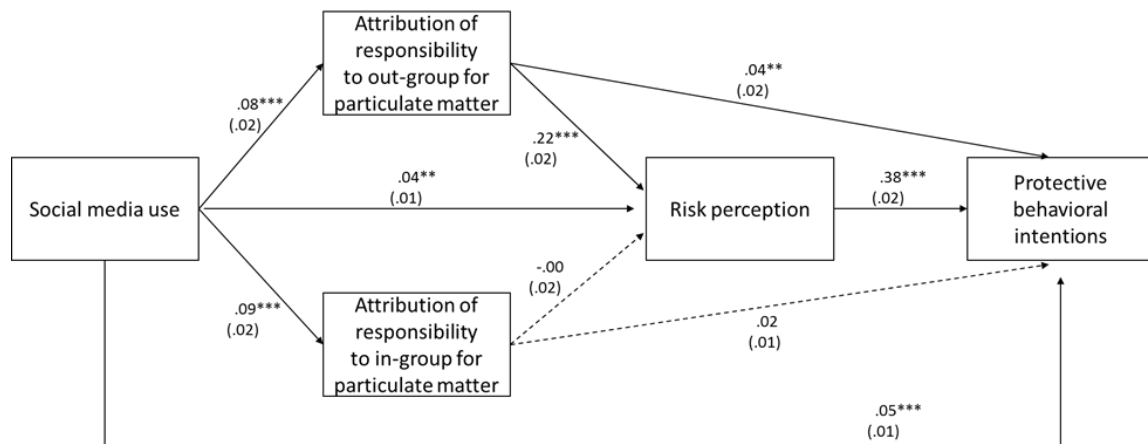 Attribution of
responsibility
to out-group for
particulate matter
.04**
(.02)
.08***
(.02)
.22***
(.02)
Social media use
.04**
(.01)
Risk perception
.38***
(.02)
Protective
behavioral
intentions
-.00
(.02)
.09***
(.02)
Attribution of
responsibility
to in-group for
particulate matter
.02
(.01)
.05***
(.01)